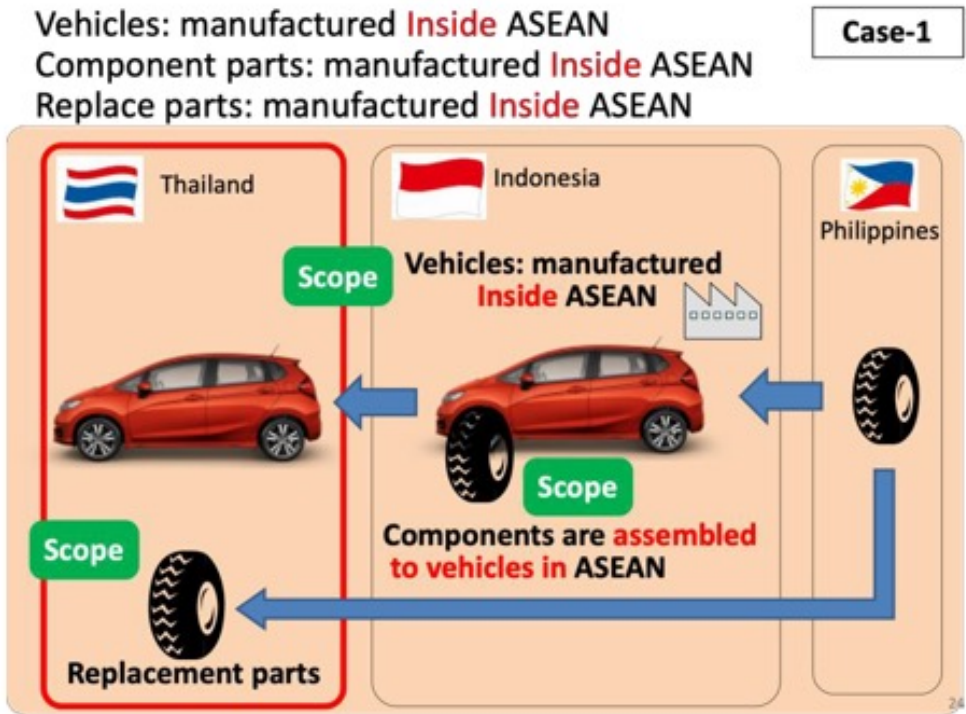 Vehicles: manufactured Inside ASEAN
Component parts: manufactured Inside ASEAN
Replace parts: manufactured Inside ASEAN
Case-1
Thailand
Indonesia
Philippines
Scope
Vehicles: manufactured
Inside ASEAN
Scope
Components are assembled
to vehicles in ASEAN
Scope
Replacement parts
24